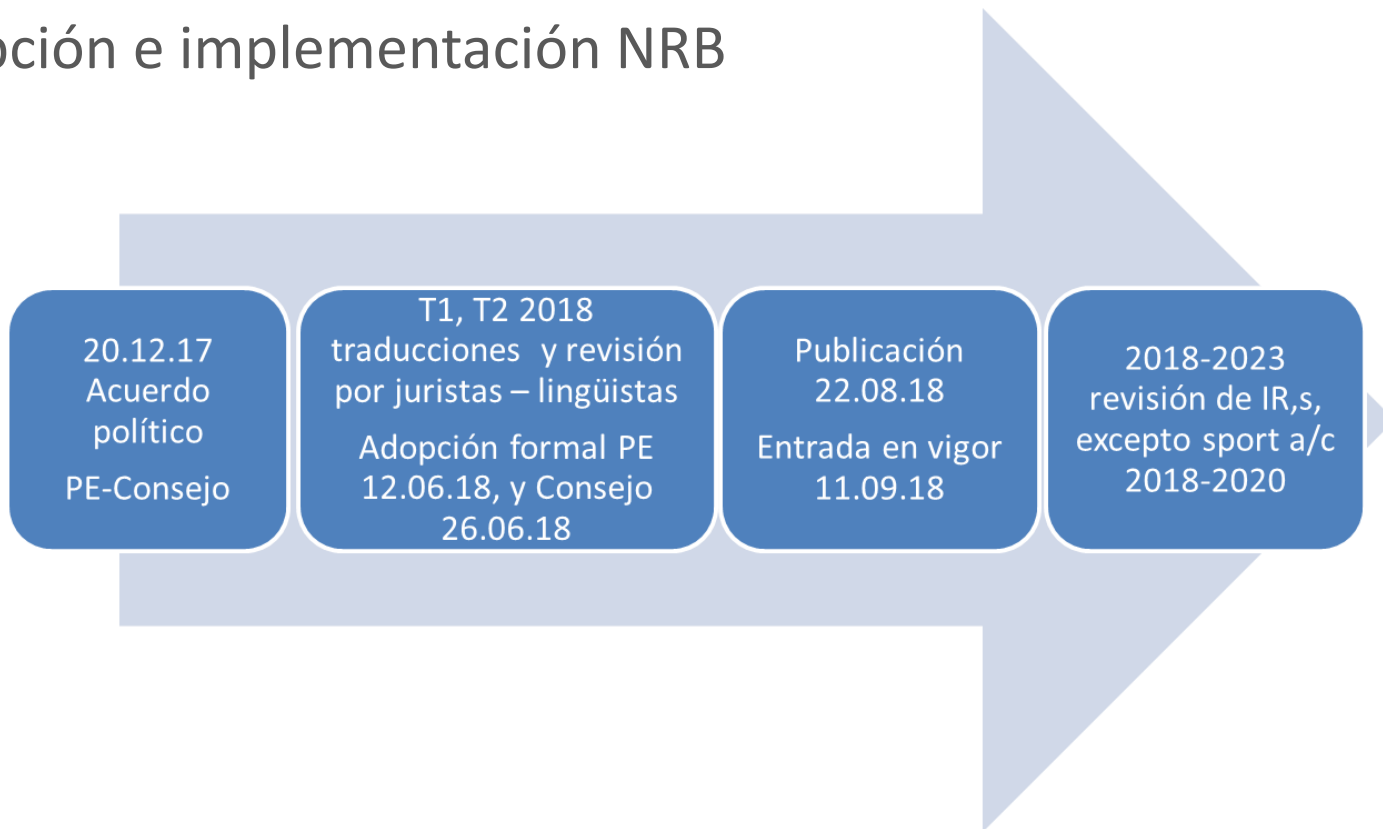 pción e implementación NRB
20.12.17
Acuerdo
político
PE-Consejo
T1, T2 2018
traducciones y revisión
por juristas – lingüistas
Adopción formal PE
12.06.18, y Consejo
26.06.18
Publicación
22.08.18
Entrada en vigor
11.09.18
2018-2023
revisión de IR,s,
excepto sport a/c
2018-2020